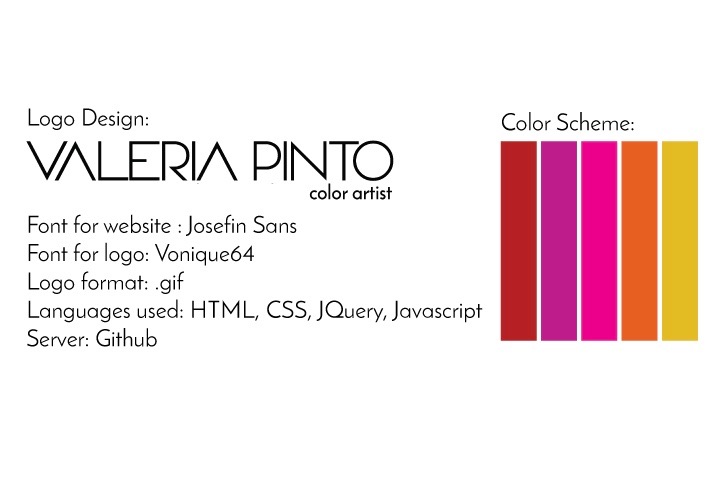 Logo Design:
VALERIA PINTO
color artist
Font for website : Josefin Sans
Font for logo: Vonique64
Logo format: .gif
Languages used: HTML, CSS, JQuery, Javascript
Server: Github
Color Scheme: